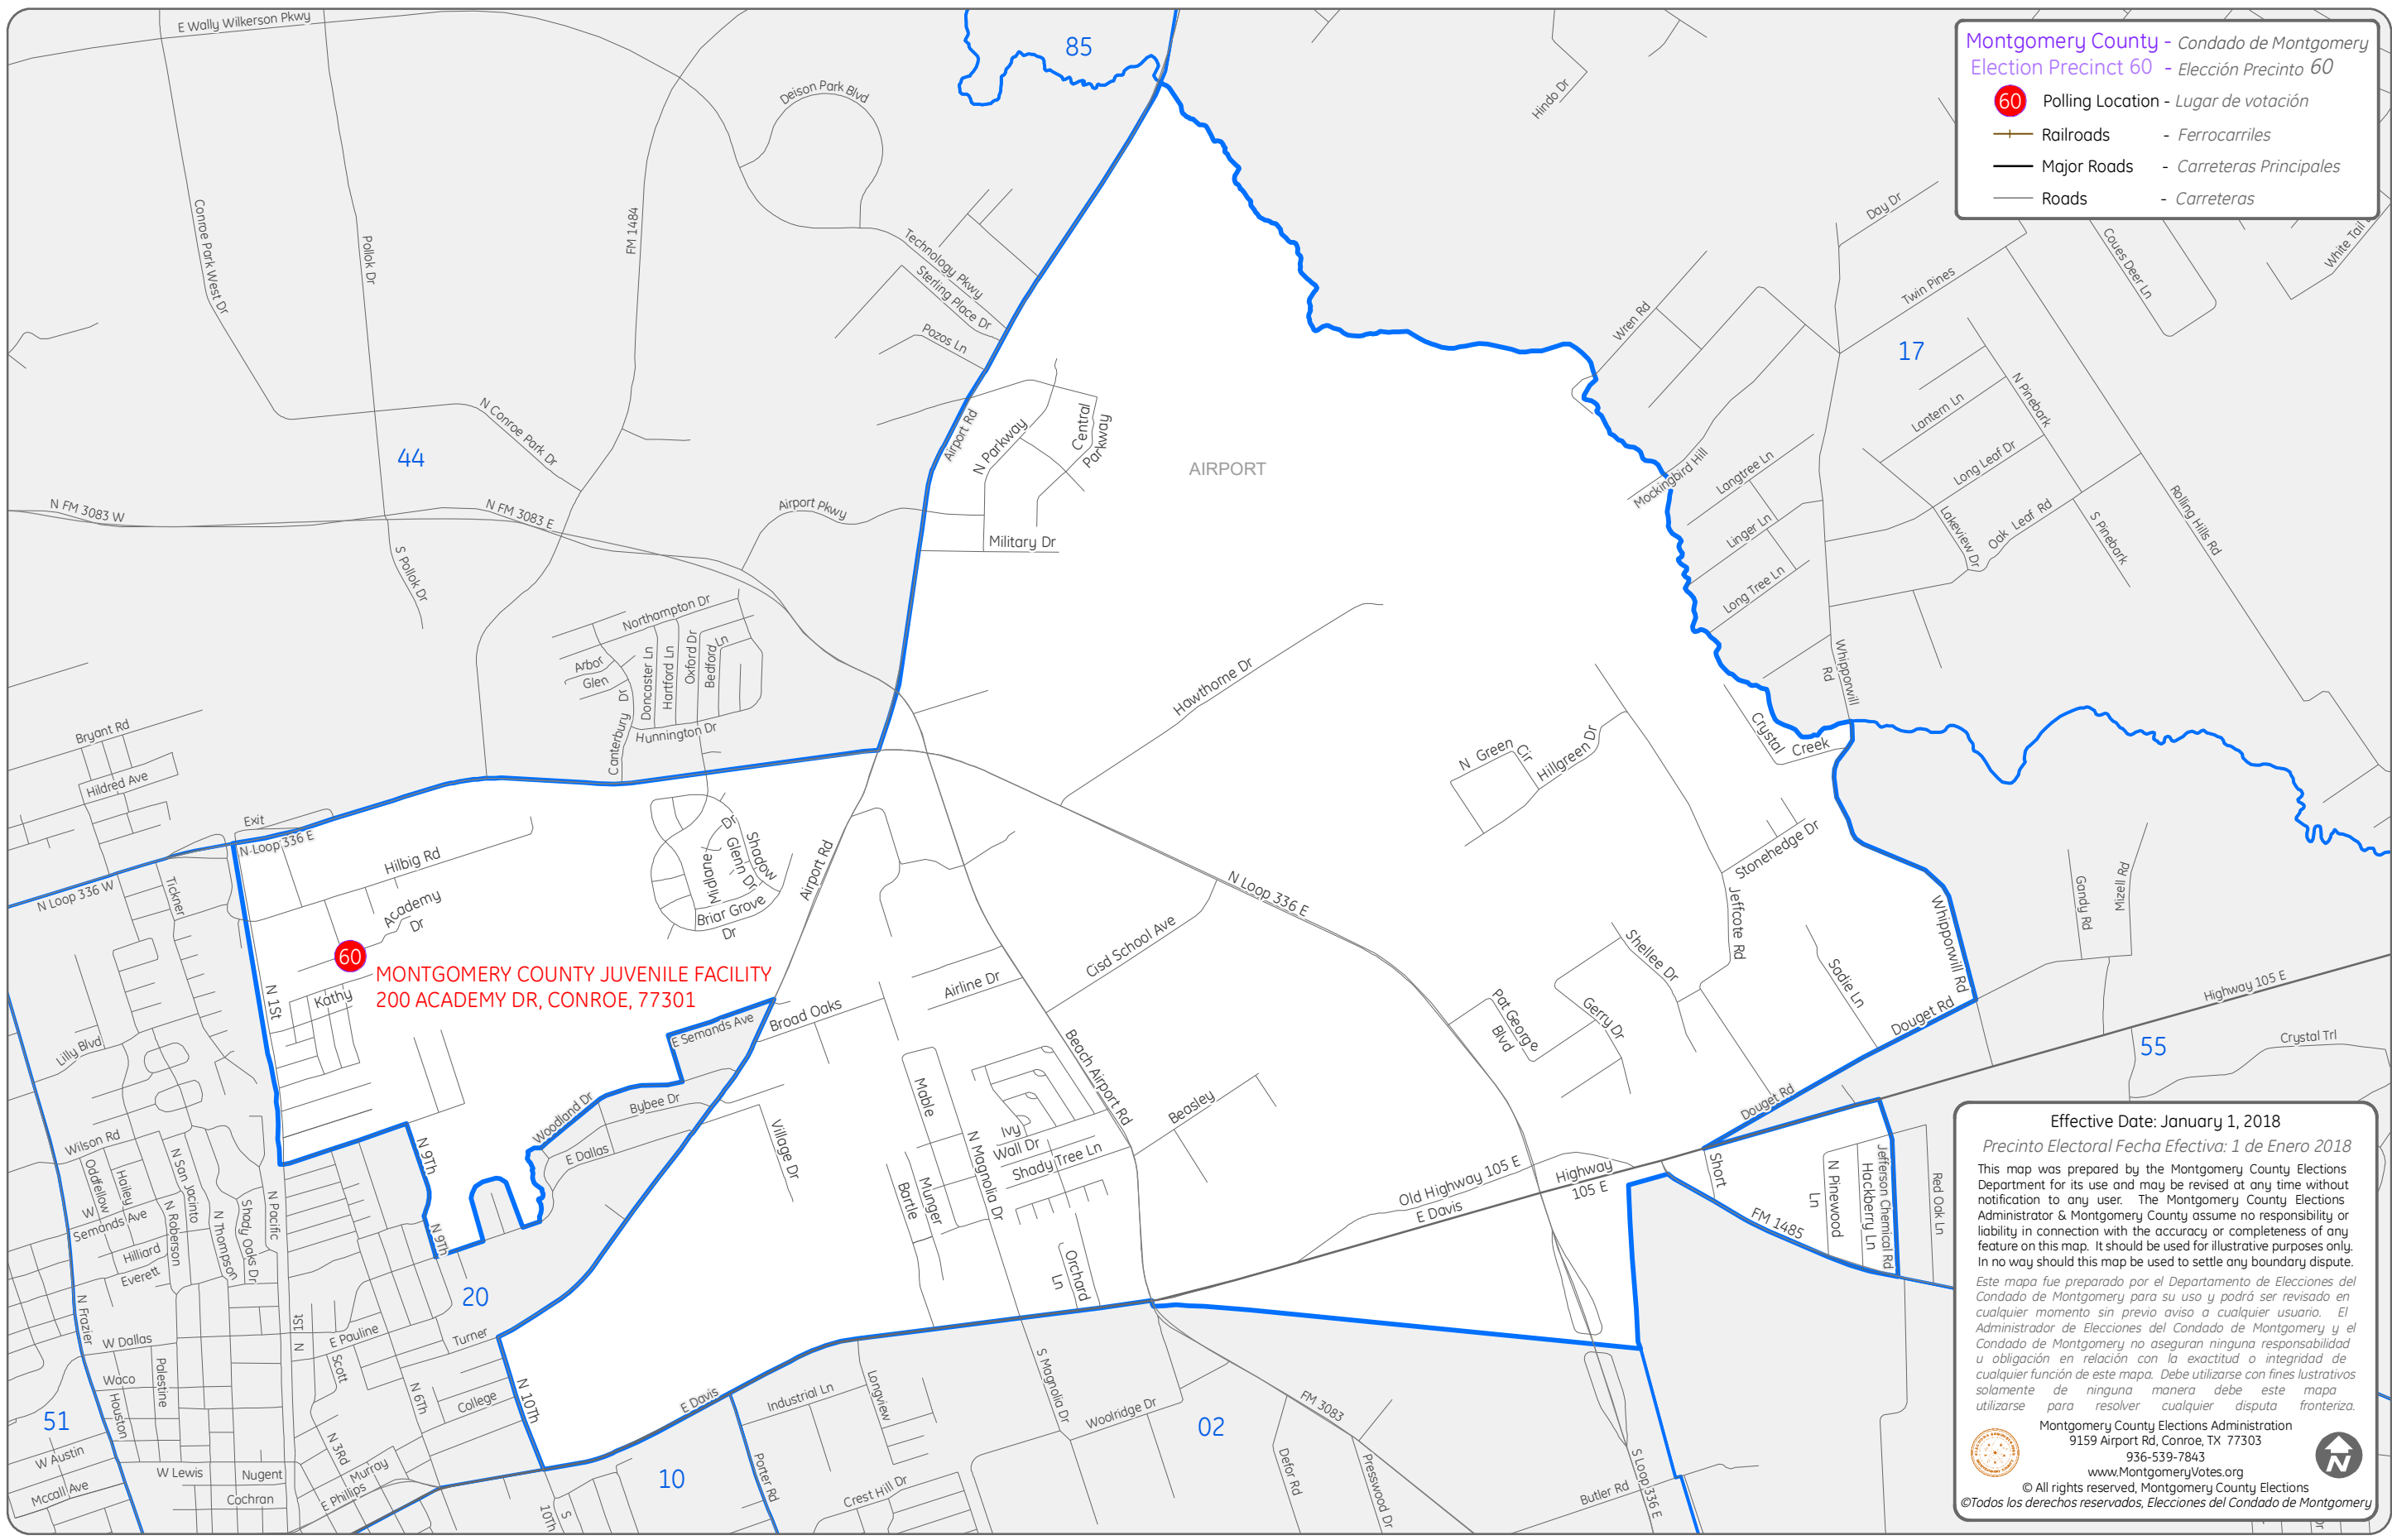 Montgomery County - Condado de Montgomery
Election Precinct 60 - Elección Precinto 60
60 Polling Location - Lugar de votación
Railroads - Ferrocarriles
Major Roads - Carreteras Principales
Roads - Carreteras
E Wally Wilkerson Pkwy
85
Deison Park Blvd
Hindo Dr
Conroe Park West Dr
Pollok Dr
FM 1484
Technology Pkwy
Sterling Place Dr
Pozos Ln
Day Dr
Twin Pines
Coues Deer Ln
White Tail
Wren Rd
17
N Pinebark
Lantern Ln
Long Leaf Dr
N Conroe Park Dr
44
Airport Rd
N Parkway
Central
Parkway
AIRPORT
Mockingbird Hill
Langtree Ln
Linger Ln
Long Tree Ln
Lakeview Dr
Oak Leaf Rd
S Pinebark
Rolling Hills Rd
N FM 3083 W
N FM 3083 E
Airport Pkwy
Military Dr
S Pollok Dr
Northampton Dr
Arbor
Glen
Doncaster Ln
Hartford Ln
Oxford Dr
Bedford Ln
Canterbury Dr
Hunnington Dr
Hawthorne Dr
Whipponwill
Rd
Crystal
Creek
N Green
Cir
Hillgreen Dr
Bryant Rd
Hildred Ave
Exit
N Loop 336 E
N Loop 336 W
Hilbig Rd
Tickner
Academy
Dr
Shadow
Glenn Dr
Dr
Midlane
Briar Grove
Dr
Airport Rd
N Loop 336 E
Stonehedge Dr
Jeffcote Rd
Whipponwill Rd
Gandy Rd
Mizell Rd
60
MONTGOMERY COUNTY JUVENILE FACILITY
200 ACADEMY DR, CONROE, 77301
N 1St
Kathy
Lilly Blvd
E Semands Ave
Broad Oaks
Airline Dr
Cisd School Ave
Beach Airport Rd
Pat George
Blvd
Gerry Dr
Shellee Dr
Sadie Ln
Douget Rd
Highway 105 E
55
Crystal Trl
Woodland Dr
Bybee Dr
E Dallas
Village Dr
Mable
Ivy
Wall Dr
Shady Tree Ln
N Magnolia Dr
Munger
Bartle
Beasley
Orchard
Ln
Douget Rd
Old Highway 105 E
Highway
105 E
E Davis
Short
FM 1485
N Pinewood
Ln
Hackberry Ln
Jefferson Chemical Rd
Red Oak Ln
Wilson Rd
Oddfellow
Hailey
W
Semands Ave
Hilliard
Everett
N San Jacinto
N Roberson
N Thompson
Shady Oaks Dr
N Pacific
N 9Th
N 9Th
20
N Frazier
W Dallas
Waco
Palestine
Houston
1St
N
E Pauline
Scott
Turner
College
N 6Th
N 10Th
51
W Austin
Mccall Ave
W Lewis
Nugent
Cochran
N 3Rd
Murray
E Phillips
S
10Th
10
E Davis
Porter Rd
Industrial Ln
Longview
Crest Hill Dr
S Magnolia Dr
Woolridge Dr
02
FM 3083
Defor Rd
Presswood Dr
Butler Rd
S Loop 336 E
Effective Date: January 1, 2018
Precinto Electoral Fecha Efectiva: 1 de Enero 2018
This map was prepared by the Montgomery County Elections
Department for its use and may be revised at any time without
notification to any user. The Montgomery County Elections
Administrator & Montgomery County assume no responsibility or
liability in connection with the accuracy or completeness of any
feature on this map. It should be used for illustrative purposes only.
In no way should this map be used to settle any boundary dispute.
Este mapa fue preparado por el Departamento de Elecciones del
Condado de Montgomery para su uso y podrá ser revisado en
cualquier momento sin previo aviso a cualquier usuario. El
Administrador de Elecciones del Condado de Montgomery y el
Condado de Montgomery no aseguran ninguna responsabilidad
u obligación en relación con la exactitud o integridad de
cualquier función de este mapa. Debe utilizarse con fines lustrativos
solamente de ninguna manera debe este mapa
utilizarse para resolver cualquier disputa fronteriza.
Montgomery County Elections Administration
9159 Airport Rd, Conroe, TX 77303
936-539-7843
www.MontgomeryVotes.org
© All rights reserved, Montgomery County Elections
©Todos los derechos reservados, Elecciones del Condado de Montgomery
N